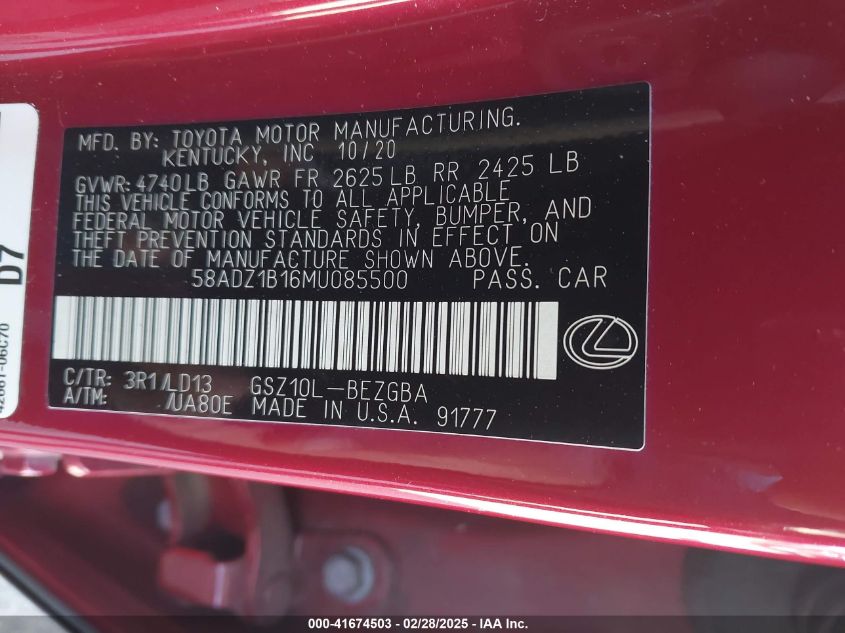 MFD. BY: TOYOTA MOTOR MANUFACTURING.
KENTUCKY, INC 10/20
GVWR: 4740LB GAWR FR 2625LB RR 2425 LB
THIS VEHICLE CONFORMS TO ALL APPLICABLE
FEDERAL MOTOR VEHICLE SAFETY, BUMPER, AND
THEFT PREVENTION STANDARDS IN EFFECT ON
THE DATE OF MANUFACTURE SHOWN ABOVE.
58ADZ1B16MU085500 PASS. CAR
C/TR: 3R1/LD13 GSZ10L-BEZGBA
A/TM: /UA80E MADE IN U.S.A. 91777
D7
42661-06C70
000-41674503 - 02/28/2025 - IAA Inc.